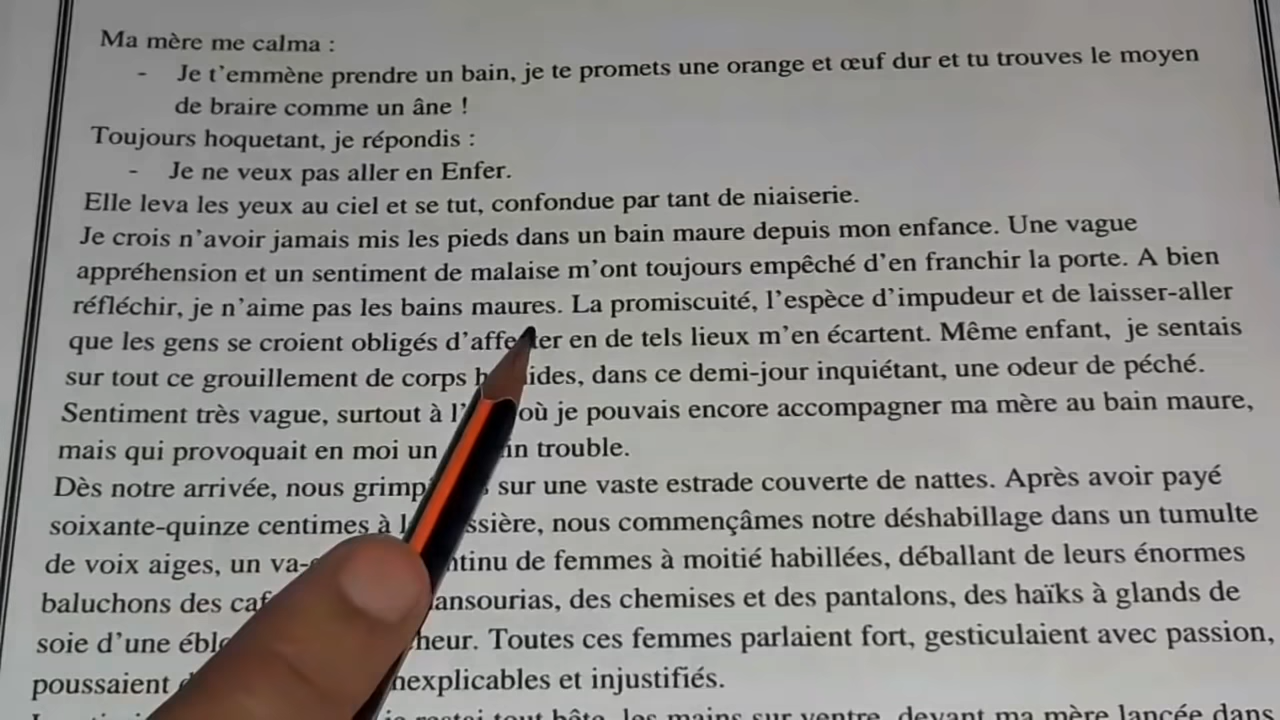 Ma mère me calma :
- Je t'emmène prendre un bain, je te promets une orange et œuf dur et tu trouves le moyen
de braire comme un âne !
Toujours hoquetant, je répondis :
- Je ne veux pas aller en Enfer.
Elle leva les yeux au ciel et se tut, confondue par tant de niaiserie.
Je crois n'avoir jamais mis les pieds dans un bain maure depuis mon enfance. Une vague
appréhension et un sentiment de malaise m'ont toujours empêché d'en franchir la porte. A bien
réfléchir, je n'aime pas les bains maures. La promiscuité, l'espèce d'impudeur et de laisser-aller
que les gens se croient obligés d'affecter en de tels lieux m'en écartent. Même enfant, je sentais
sur tout ce grouillement de corps dans ce demi-jour inquiétant, une odeur de péché.
Sentiment très vague, surtout à où je pouvais encore accompagner ma mère au bain maure,
mais qui provoquait en moi un trouble.
Dès notre arrivée, nous sur une vaste estrade couverte de nattes. Après avoir payé
soixante-quinze centimes à nous commençâmes notre déshabillage dans un tumulte
de voix aiges, un de femmes à moitié habillées, déballant de leurs énormes
baluchons des des chemises et des pantalons, des haïks à glands de
soie d'une Toutes ces femmes parlaient fort, gesticulaient avec passion,
poussaient inexplicables et injustifiés.
les mains sur ventre, devant ma mère lancée dans